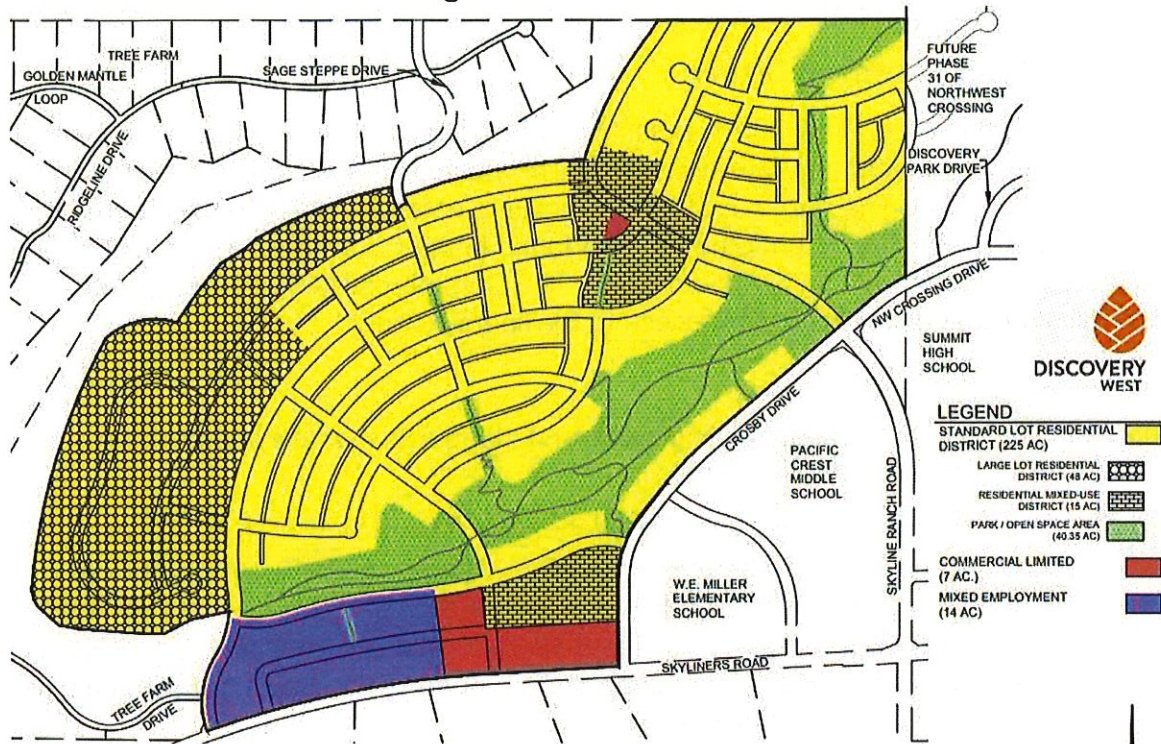 TREE FARM
GOLDEN MANTLE
LOOP
SAGE STEPPE DRIVE
RIDGELINE DRIVE
FUTURE
PHASE
31 OF
NORTHWEST
CROSSING
DISCOVERY
PARK DRIVE
NW CROSSING DRIVE
SUMMIT
HIGH
SCHOOL
DISCOVERY
WEST
CROSBY DRIVE
PACIFIC
CREST
MIDDLE
SCHOOL
SKYLINE RANCH ROAD
W.E. MILLER
ELEMENTARY
SCHOOL
SKYLINERS ROAD
TREE FARM
DRIVE
LEGEND
STANDARD LOT RESIDENTIAL
DISTRICT (225 AC)
LARGE LOT RESIDENTIAL
DISTRICT (48 AC)
RESIDENTIAL MIXED-USE
DISTRICT (15 AC)
PARK / OPEN SPACE AREA
(40.35 AC)
COMMERCIAL LIMITED
(7 AC.)
MIXED EMPLOYMENT
(14 AC)